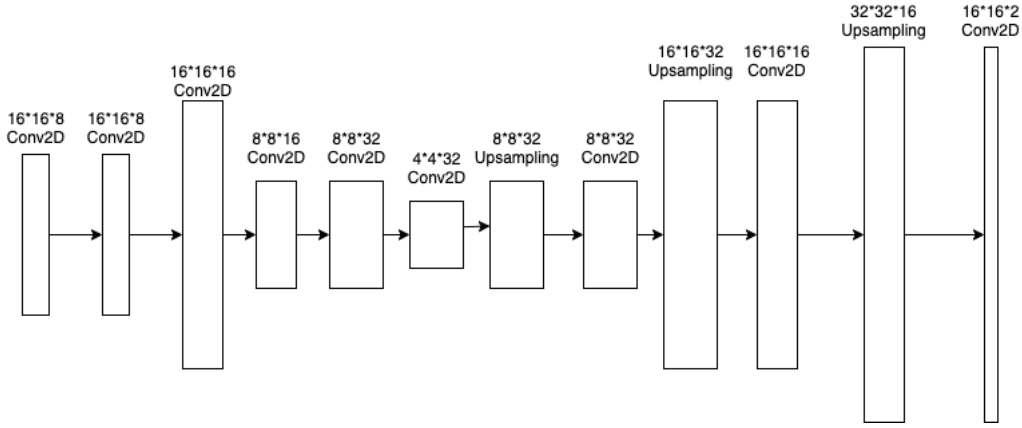 16*16*8
Conv2D
16*16*8
Conv2D
16*16*16
Conv2D
8*8*16
Conv2D
8*8*32
Conv2D
4*4*32
Conv2D
8*8*32
Upsampling
8*8*32
Conv2D
16*16*32
Upsampling
16*16*16
Conv2D
32*32*16
Upsampling
16*16*2
Conv2D